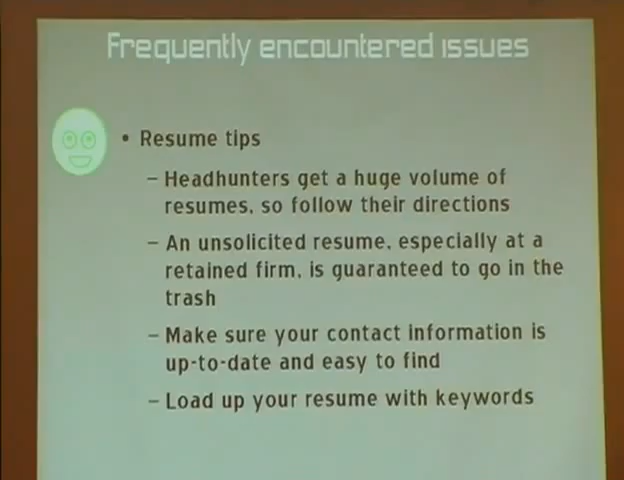 Frequently encountered issues
• Resume tips
– Headhunters get a huge volume of
resumes, so follow their directions
– An unsolicited resume, especially at a
retained firm, is guaranteed to go in the
trash
– Make sure your contact information is
up-to-date and easy to find
– Load up your resume with keywords